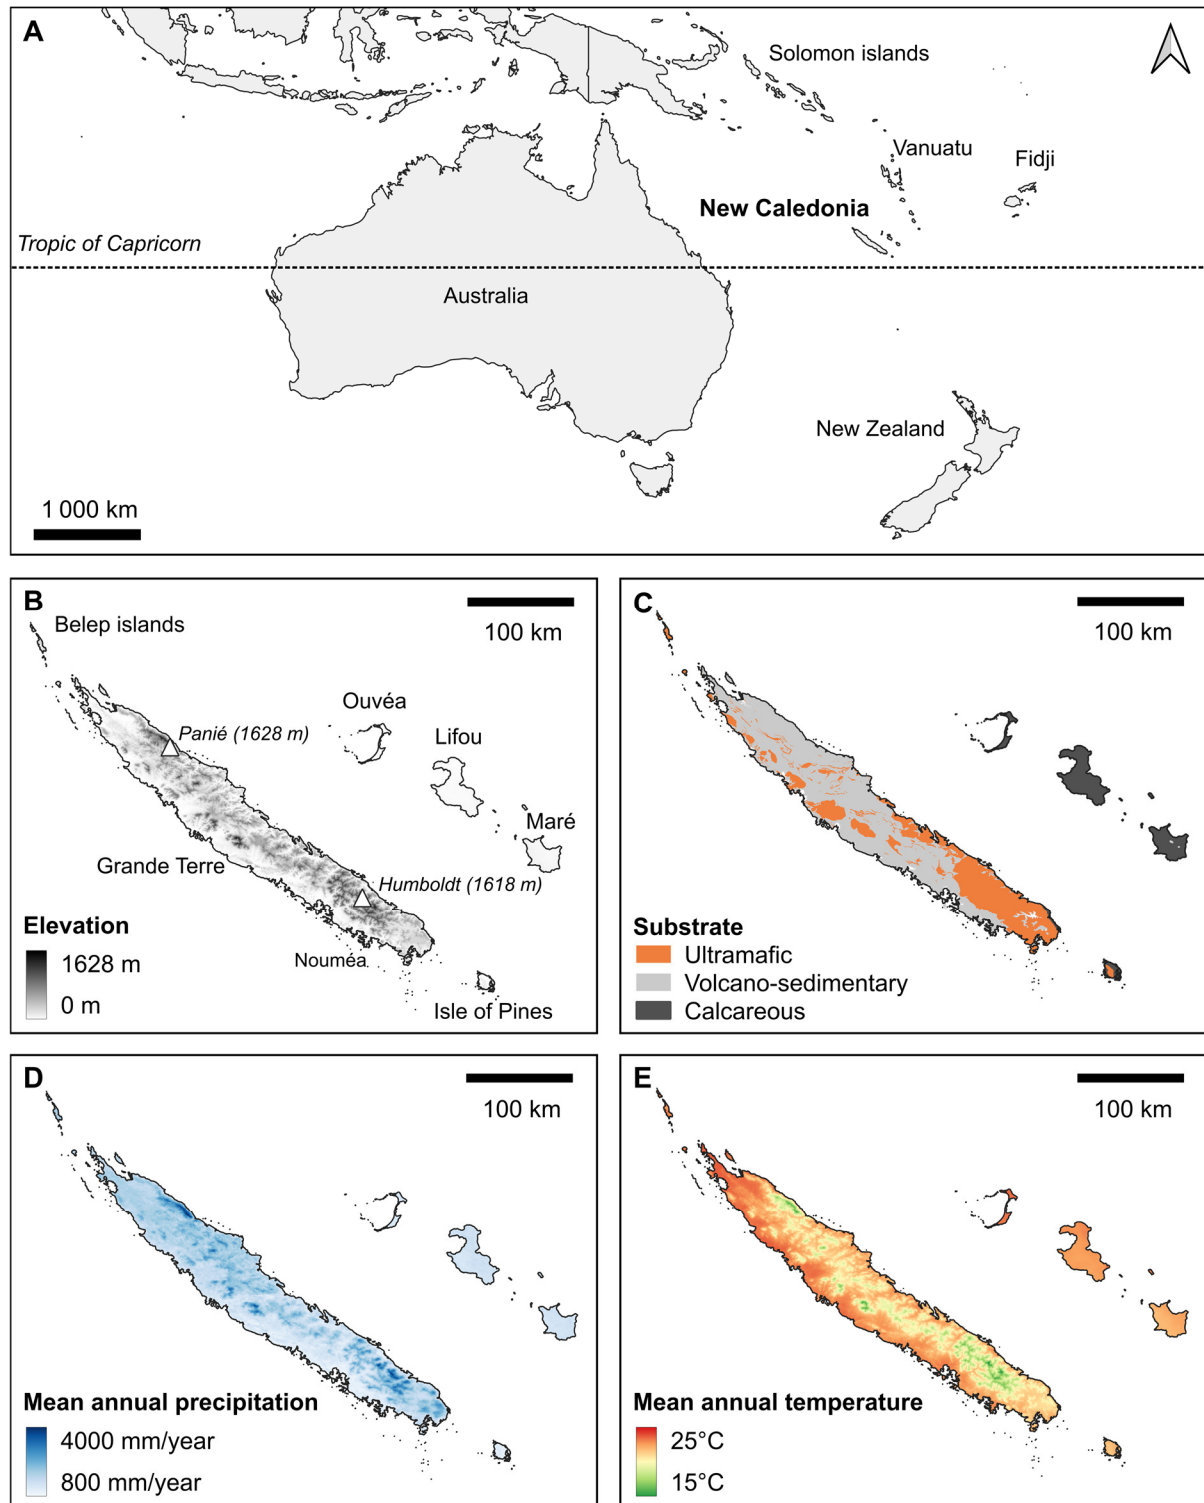 A
Solomon islands
Vanuatu
Fidji
New Caledonia
Tropic of Capricorn
Australia
New Zealand
1 000 km
B
100 km
Belep islands
Ouvéa
Panié (1628 m)
Lifou
Maré
Grande Terre
Humboldt (1618 m)
Elevation
1628 m
0 m
Nouméa
Isle of Pines
C
100 km
Substrate
Ultramafic
Volcano-sedimentary
Calcareous
D
100 km
Mean annual precipitation
4000 mm/year
800 mm/year
E
100 km
Mean annual temperature
25°C
15°C